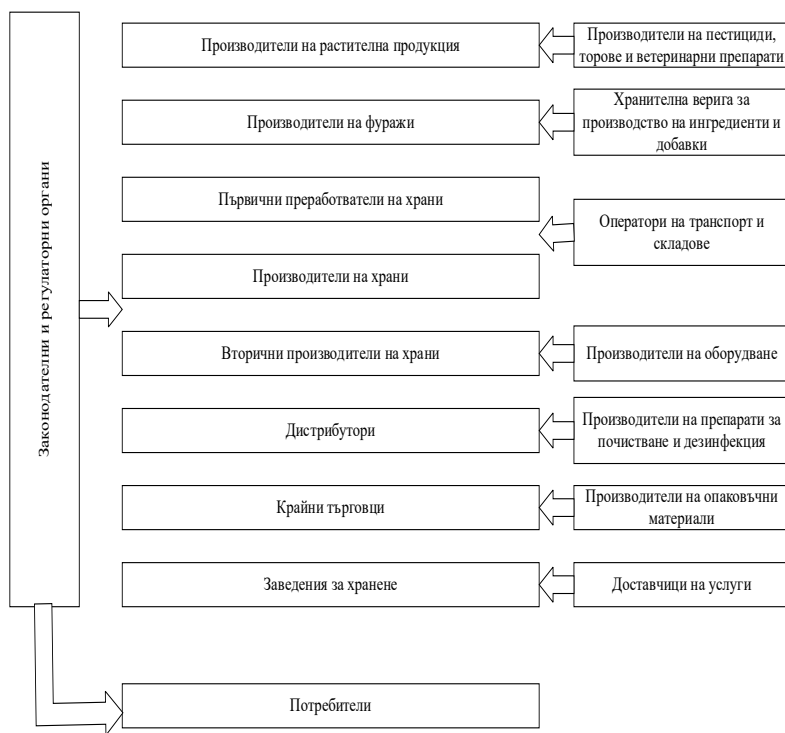 Законодателни и регулаторни органи
Производители на растителна продукция
Производители на пестициди,
торове и ветеринарни препарати
Производители на фуражи
Хранителна верига за
производство на ингредиенти и
добавки
Първични преработватели на храни
Оператори на транспорт и
складове
Производители на храни
Вторични производители на храни
Производители на оборудване
Дистрибутори
Производители на препарати за
почистване и дезинфекция
Крайни търговци
Производители на опаковъчни
материали
Заведения за хранене
Доставчици на услуги
Потребители